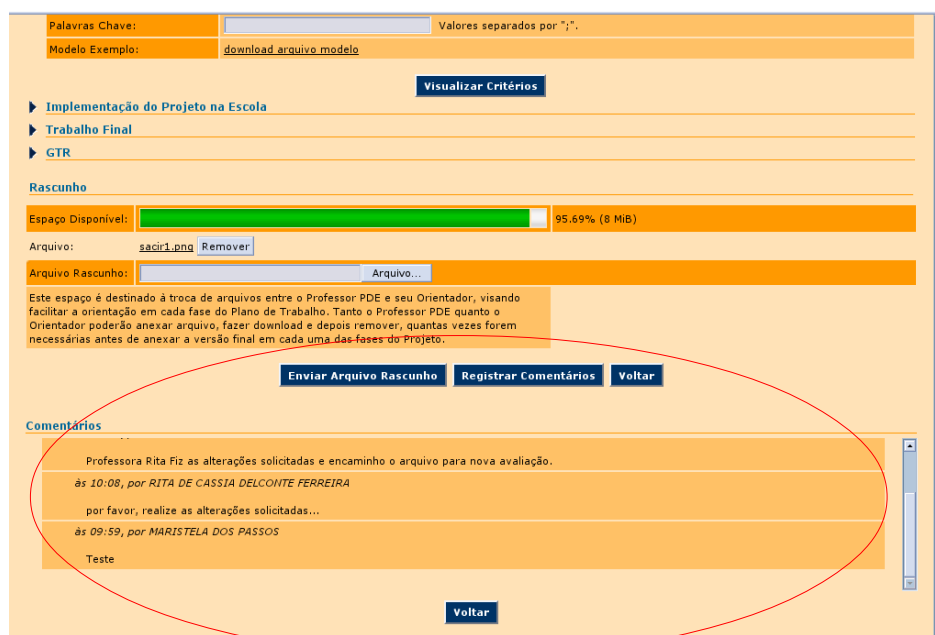 Palavras Chave: Valores separados por ";".
Modelo Exemplo: download arquivo modelo
Visualizar Critérios
Implementação do Projeto na Escola
Trabalho Final
GTR
Rascunho
Espaço Disponível: 95.69% (8 MiB)
Arquivo: sacir1.png Remover
Arquivo Rascunho: Arquivo...
Este espaço é destinado à troca de arquivos entre o Professor PDE e seu Orientador, visando
facilitar a orientação em cada fase do Plano de Trabalho. Tanto o Professor PDE quanto o
Orientador poderão anexar arquivo, fazer download e depois remover, quantas vezes forem
necessárias antes de anexar a versão final em cada uma das fases do Projeto.
Enviar Arquivo Rascunho Registrar Comentários Voltar
Comentários
Professora Rita Fiz as alterações solicitadas e encaminho o arquivo para nova avaliação.
às 10:08, por RITA DE CASSIA DELCONTE FERREIRA
por favor, realize as alterações solicitadas...
às 09:59, por MARISTELA DOS PASSOS
Teste
Voltar